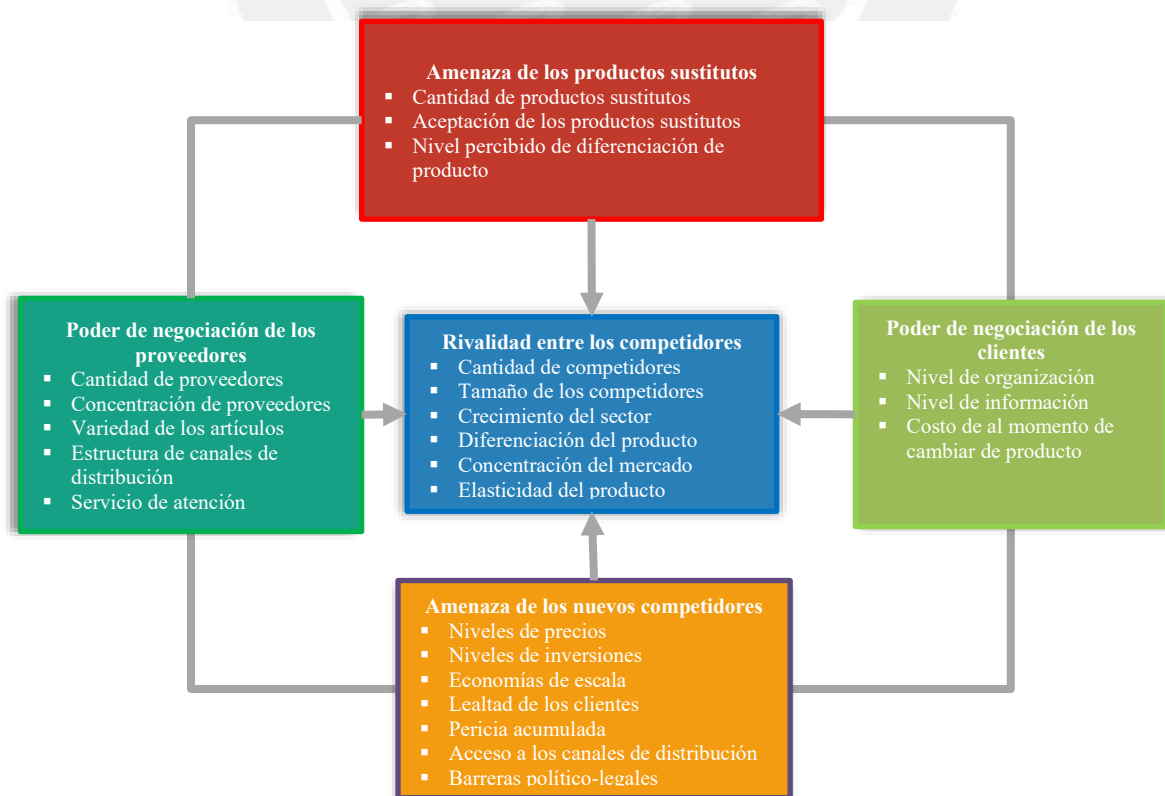 Amenaza de los productos sustitutos
▪ Cantidad de productos sustitutos
▪ Aceptación de los productos sustitutos
▪ Nivel percibido de diferenciación de
producto
Poder de negociación de los
proveedores
▪ Cantidad de proveedores
▪ Concentración de proveedores
▪ Variedad de los artículos
▪ Estructura de canales de
distribución
▪ Servicio de atención
Rivalidad entre los competidores
▪ Cantidad de competidores
▪ Tamaño de los competidores
▪ Crecimiento del sector
▪ Diferenciación del producto
▪ Concentración del mercado
▪ Elasticidad del producto
Poder de negociación de los
clientes
▪ Nivel de organización
▪ Nivel de información
▪ Costo de al momento de
cambiar de producto
Amenaza de los nuevos competidores
▪ Niveles de precios
▪ Niveles de inversiones
▪ Economías de escala
▪ Lealtad de los clientes
▪ Pericia acumulada
▪ Acceso a los canales de distribución
▪ Barreras político-legales